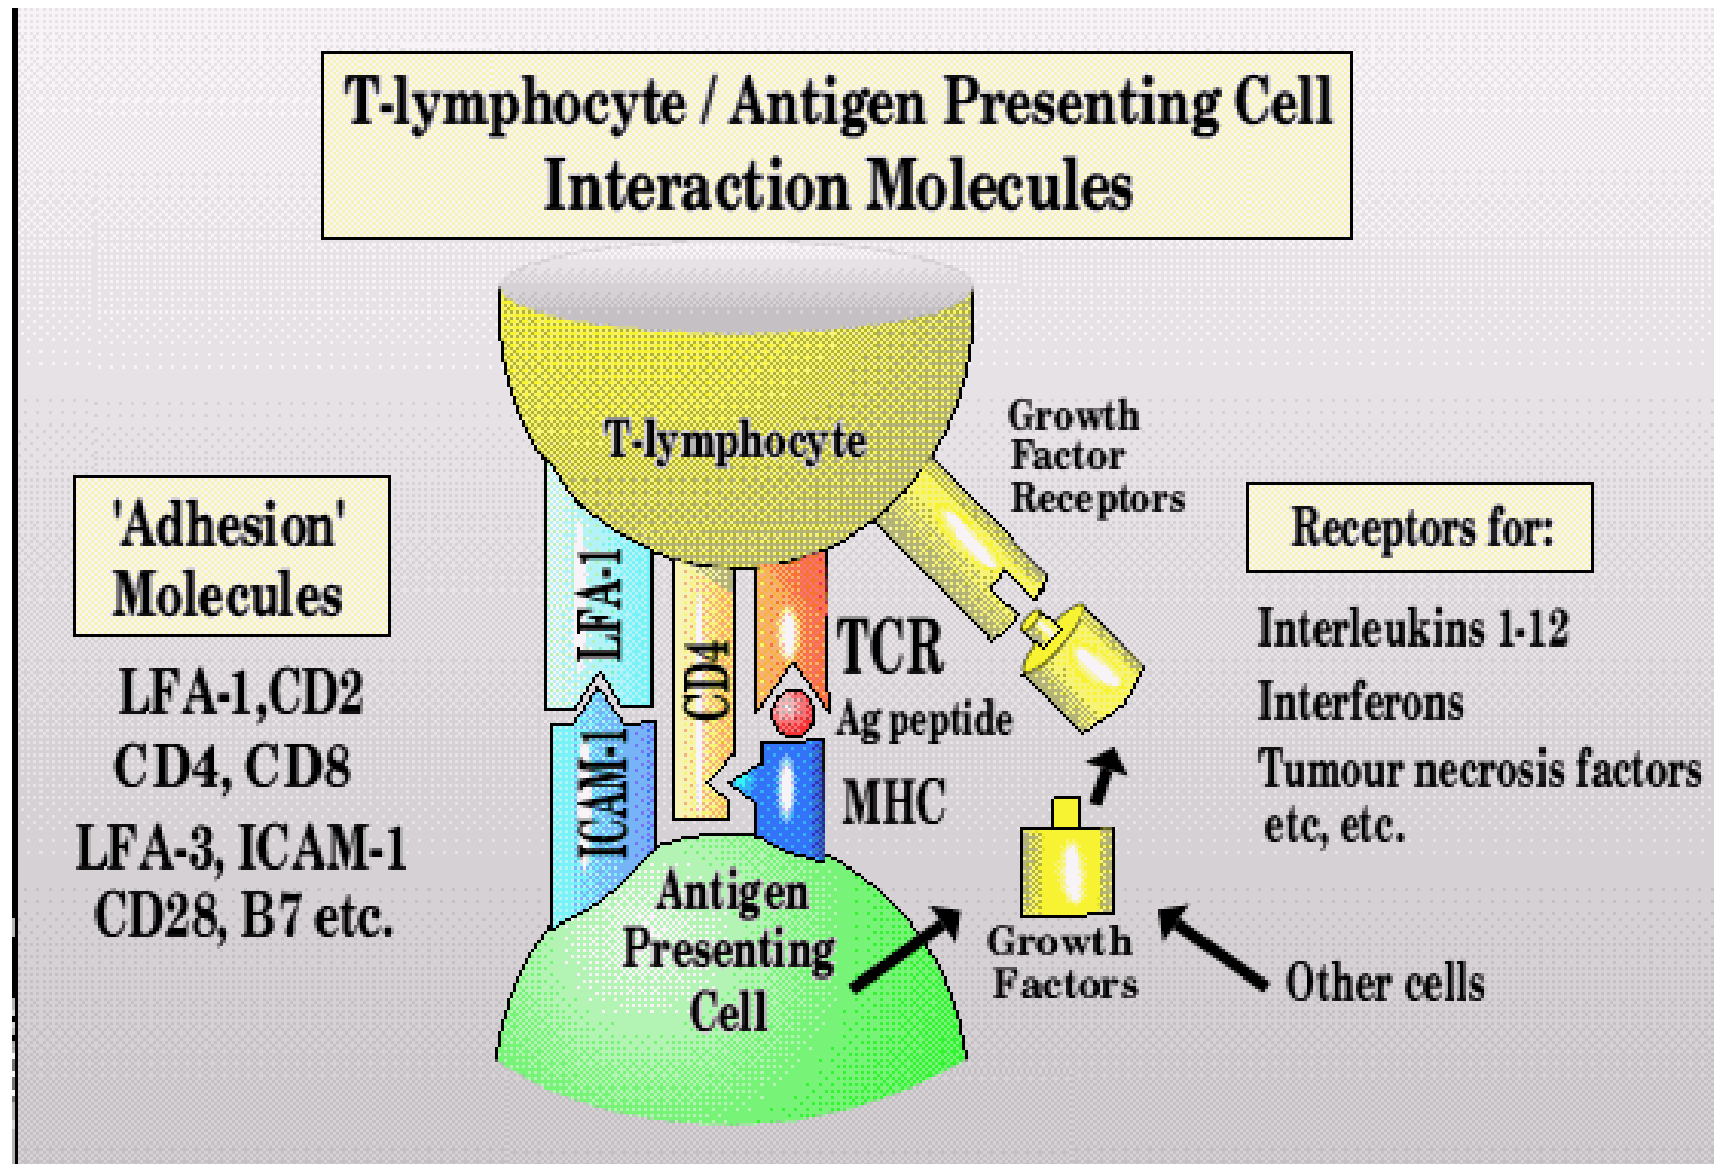 T-lymphocyte / Antigen Presenting Cell
Interaction Molecules
T-lymphocyte
Growth
Factor
Receptors
'Adhesion'
Molecules
LFA-1,CD2
CD4, CD8
LFA-3, ICAM-1
CD28, B7 etc.
LFA-1
ICAM-1
CD4
TCR
Ag peptide
MHC
Antigen
Presenting
Cell
Growth
Factors
Other cells
Receptors for:
Interleukins 1-12
Interferons
Tumour necrosis factors
etc, etc.